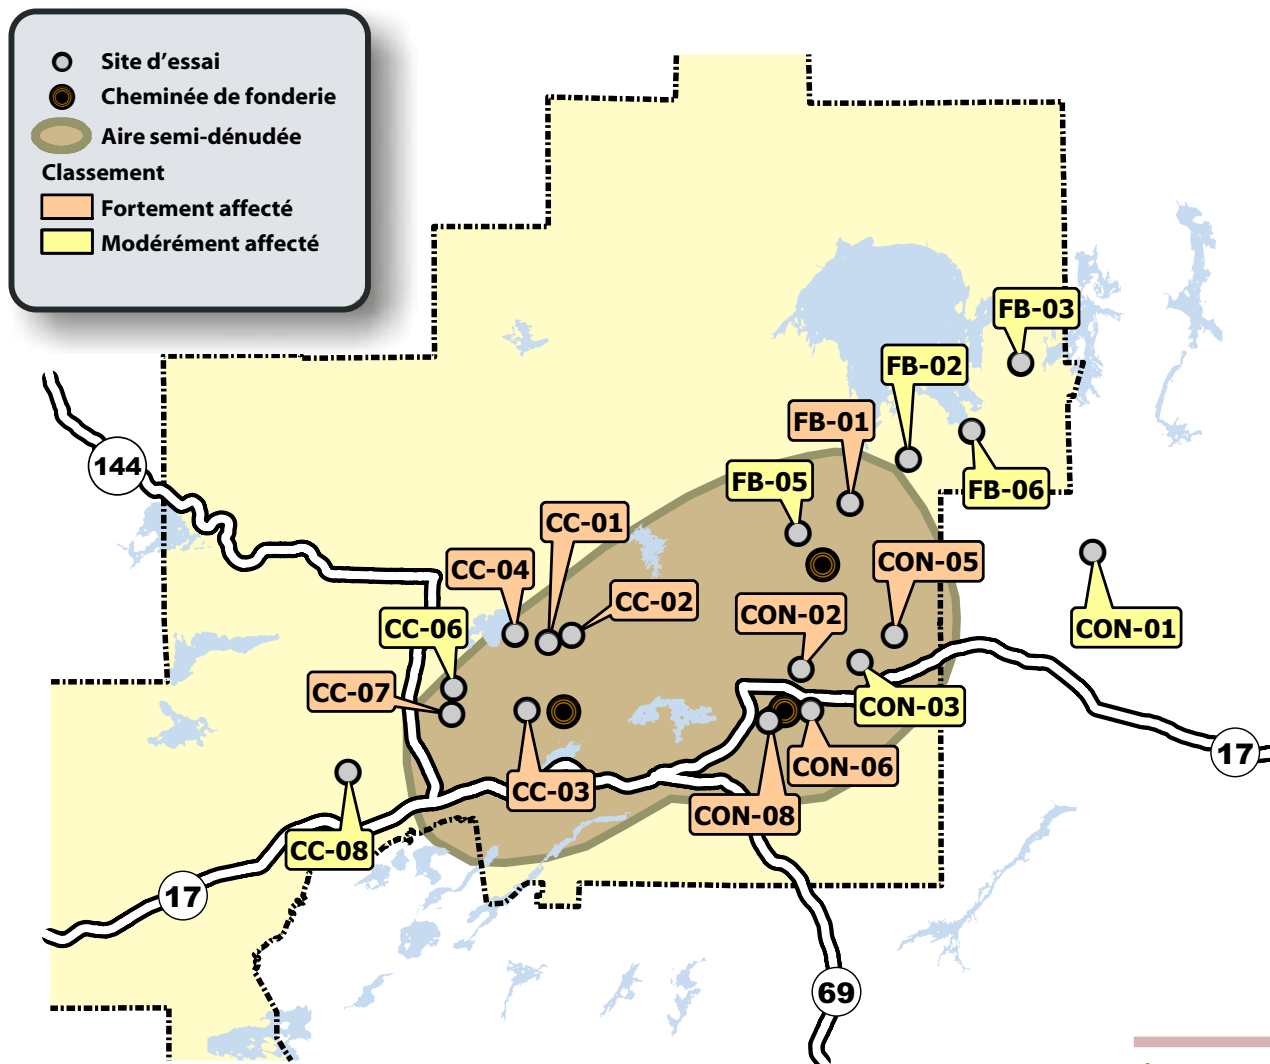 Site d'essai
Cheminée de fonderie
Aire semi-dénudée
Classement
Fortement affecté
Modérément affecté
FB-03
FB-02
FB-01
144
FB-05
FB-06
CC-01
CC-04
CON-05
CC-02
CON-02
CC-06
CON-01
CC-07
CON-03
17
CON-06
CC-03
CON-08
CC-08
17
69